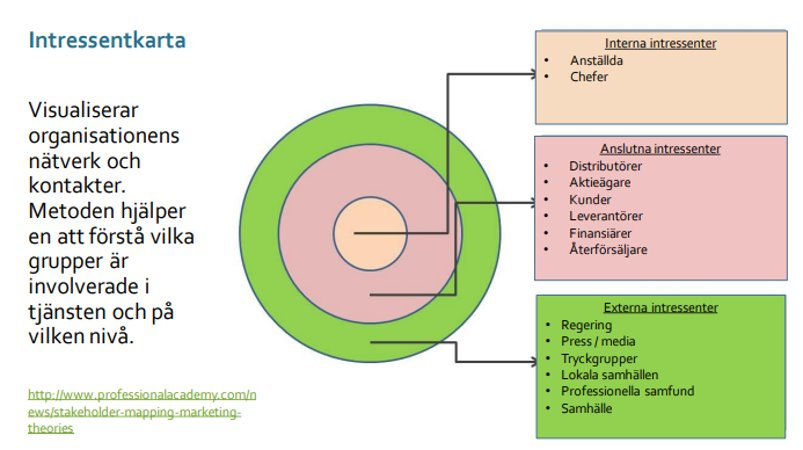 Intressentkarta
Visualiserar
organisationens
nätverk och
kontakter.
Metoden hjälper
en att förstå vilka
grupper är
involverade i
tjänsten och på
vilken nivå.
http://www.professionalacademy.com/n
ews/stakeholder-mapping-marketing-
theories
Interna intressenter
• Anställda
• Chefer
Anslutna intressenter
• Distributörer
• Aktieägare
• Kunder
• Leverantörer
• Finansiärer
• Återförsäljare
Externa intressenter
• Regering
• Press / media
• Tryckgrupper
• Lokala samhällen
• Professionella samfund
• Samhälle